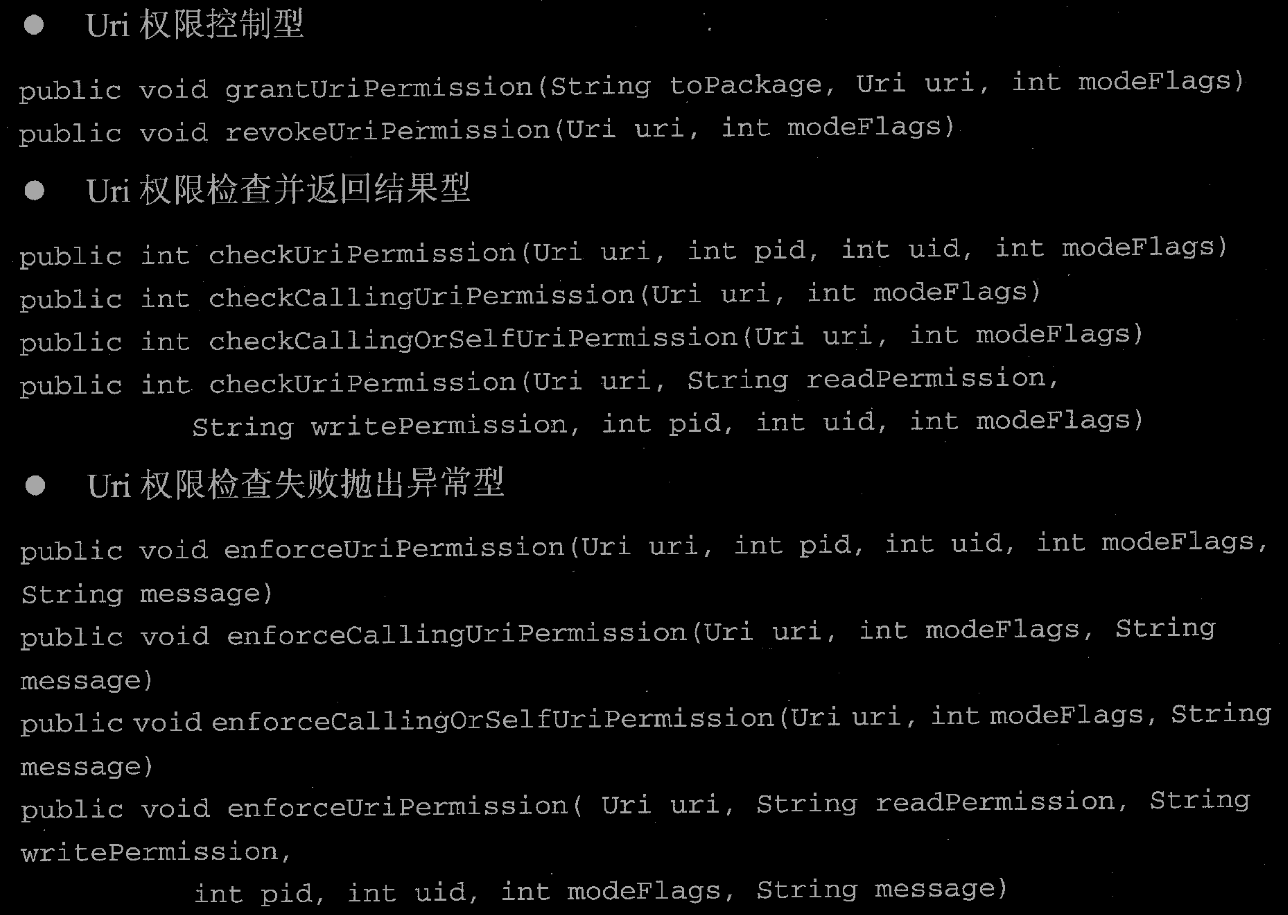 ● Uri 权限控制型
public void grantUriPermission(String toPackage, Uri uri, int modeFlags)
public void revokeUriPermission(Uri uri, int modeFlags)
● Uri 权限检查并返回结果型
public int checkUriPermission(Uri uri, int pid, int uid, int modeFlags)
public int checkCallingUriPermission(Uri uri, int modeFlags)
public int checkCallingOrSelfUriPermission(Uri uri, int modeFlags)
public int checkUriPermission(Uri uri, String readPermission,
String writePermission, int pid, int uid, int modeFlags)
● Uri 权限检查失败抛出异常型
public void enforceUriPermission(Uri uri, int pid, int uid, int modeFlags,
String message)
public void enforceCallingUriPermission(Uri uri, int modeFlags, String
message)
public void enforceCallingOrSelfUriPermission(Uri uri, int modeFlags, String
message)
public void enforceUriPermission( Uri uri, String readPermission, String
writePermission,
int pid, int uid, int modeFlags, String message)